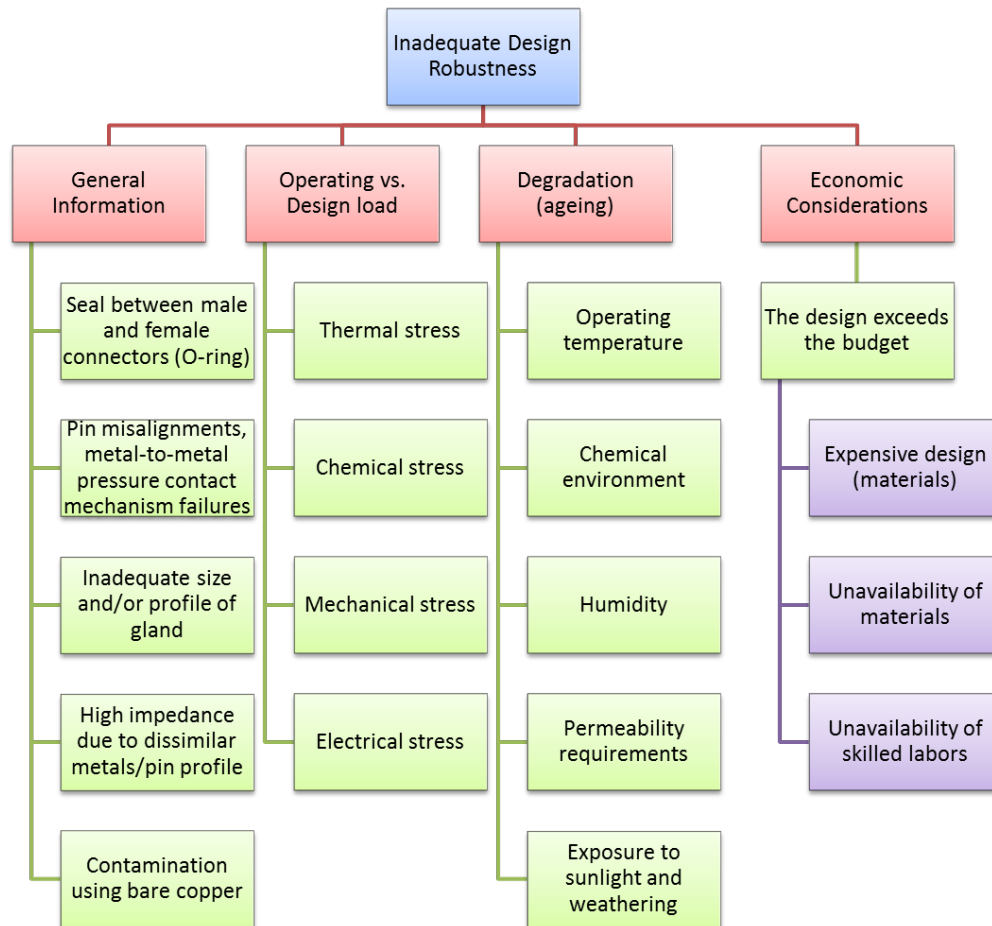 Inadequate Design
Robustness
General
Information
Operating vs.
Design load
Degradation
(ageing)
Economic
Considerations
Seal between male
and female
connectors (O-ring)
Pin misalignments,
metal-to-metal
pressure contact
mechanism failures
Inadequate size
and/or profile of
gland
High impedance
due to dissimilar
metals/pin profile
Contamination
using bare copper
Thermal stress
Chemical stress
Mechanical stress
Electrical stress
Operating
temperature
Chemical
environment
Humidity
Permeability
requirements
Exposure to
sunlight and
weathering
The design exceeds
the budget
Expensive design
(materials)
Unavailability of
materials
Unavailability of
skilled labors